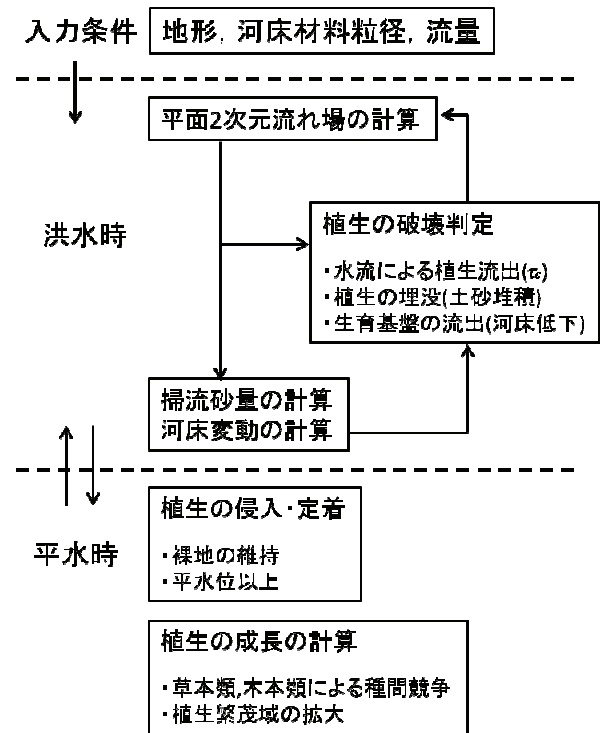 入力条件
地形，河床材料粒径，流量
平面2次元流れ場の計算
洪水時
植生の破壊判定
・水流による植生流出(u)
・植生の埋没(土砂堆積)
・生育基盤の流出(河床低下)
掃流砂量の計算
河床変動の計算
平水時
植生の侵入・定着
・裸地の維持
・平水位以上
植生の成長の計算
・草本類,木本類による種間競争
・植生繁茂域の拡大